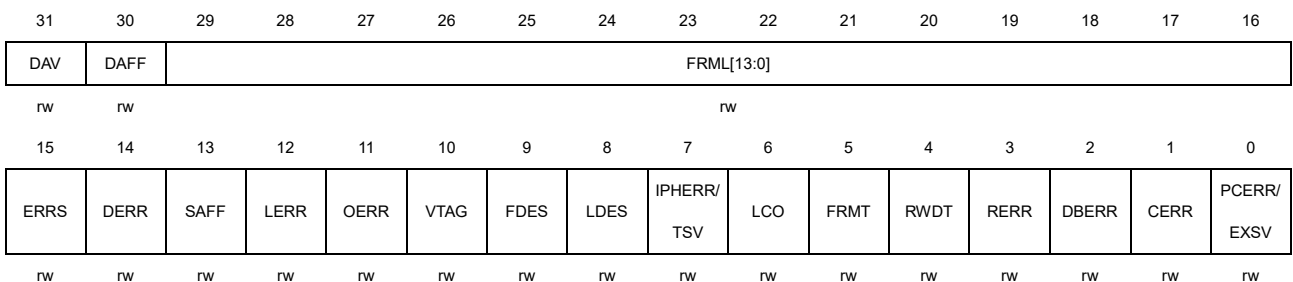 31 30 29 28 27 26 25 24 23 22 21 20 19 18 17 16
DAV DAFF FRML[13:0]
rw rw rw
15 14 13 12 11 10 9 8 7 6 5 4 3 2 1 0
ERRS DERR SAFF LERR OERR VTAG FDES LDES IPHERR/ TSV LCO FRMT RWDT RERR DBERR CERR PCERR/ EXSV
rw rw rw rw rw rw rw rw rw rw rw rw rw rw rw rw